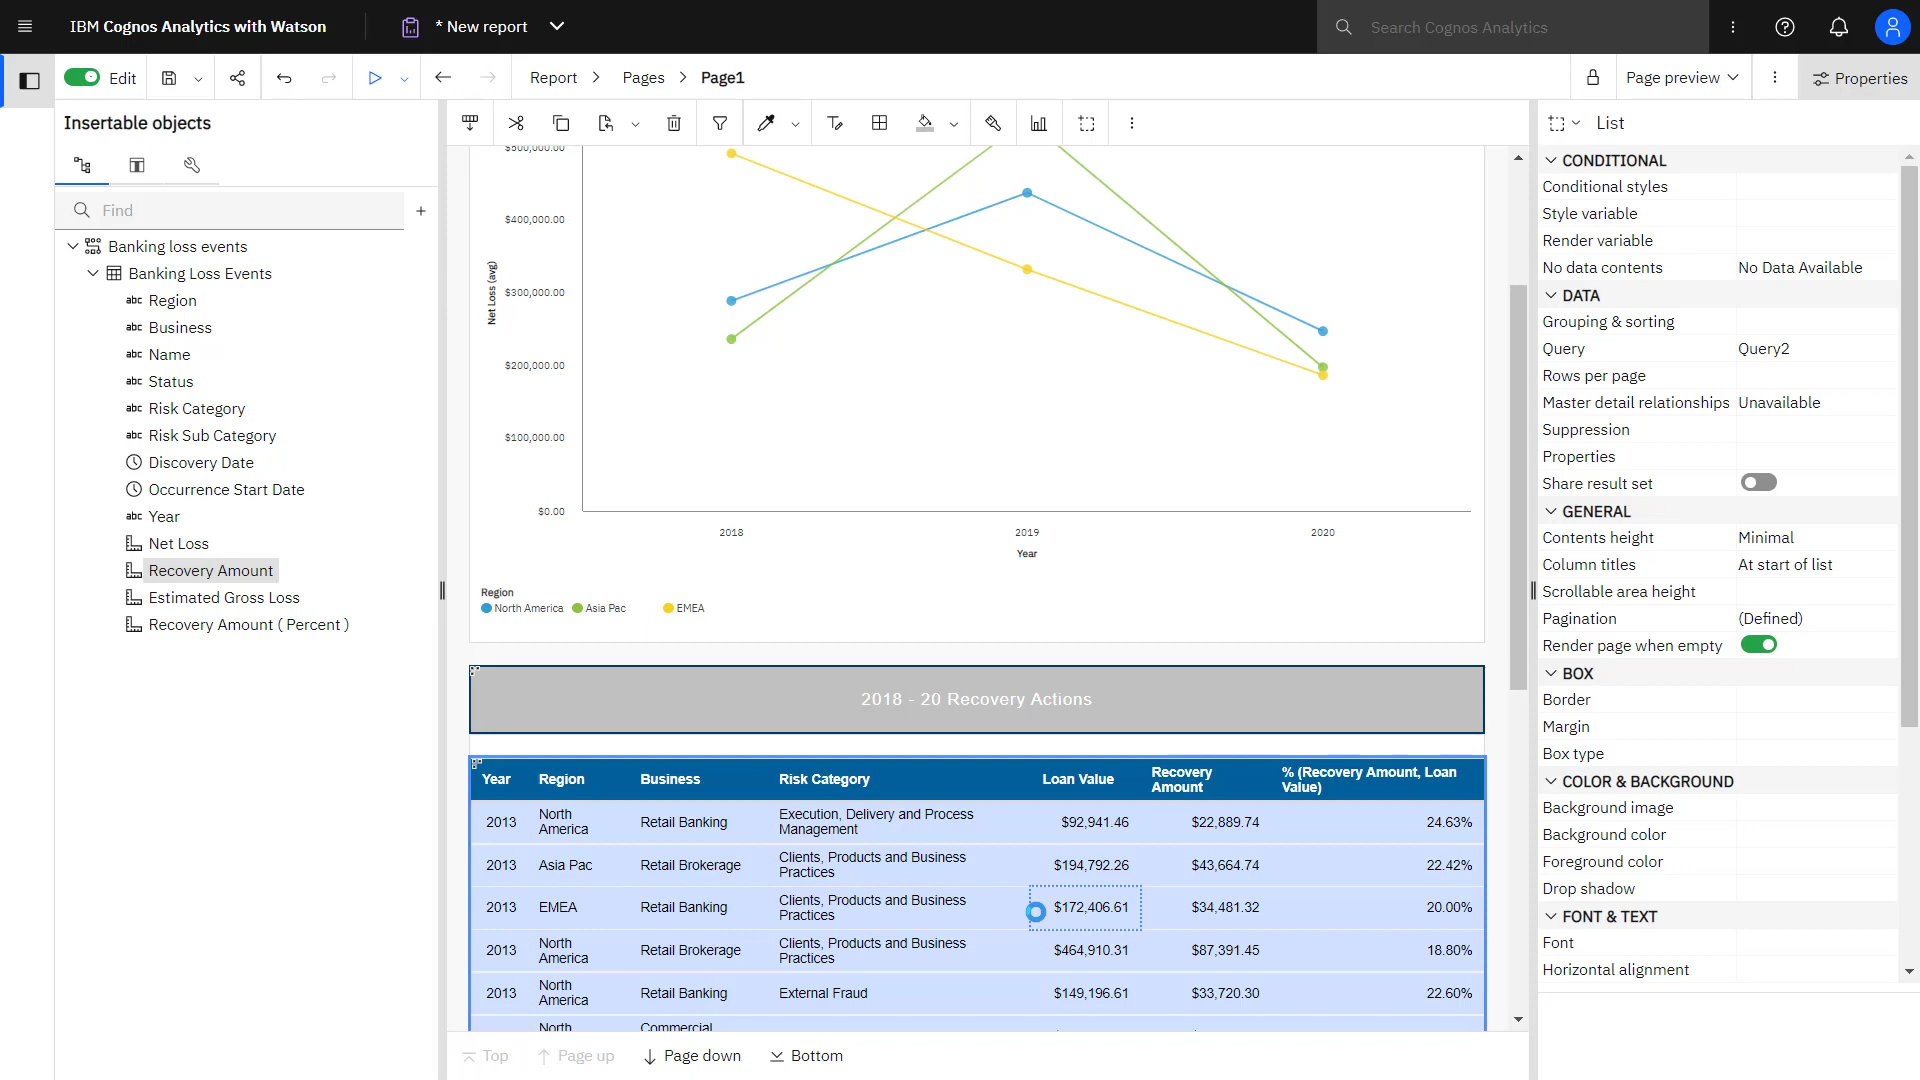 IBM Cognos Analytics with Watson
* New report
Search Cognos Analytics
Edit
Report
Pages
Page1
Page preview
Properties
Insertable objects
Find
Banking loss events
Banking Loss Events
abc Region
abc Business
abc Name
abc Status
abc Risk Category
abc Risk Sub Category
Discovery Date
Occurrence Start Date
abc Year
Net Loss
Recovery Amount
Estimated Gross Loss
Recovery Amount ( Percent )
$500,000.00
$400,000.00
$300,000.00
$200,000.00
$100,000.00
$0.00
Net Loss (avg)
2018 2019 2020
Year
Region
North America Asia Pac EMEA
2018 - 20 Recovery Actions
Year Region Business Risk Category Loan Value Recovery Amount % (Recovery Amount, Loan Value)
2013 North America Retail Banking Execution, Delivery and Process Management $92,941.46 $22,889.74 24.63%
2013 Asia Pac Retail Brokerage Clients, Products and Business Practices $194,792.26 $43,664.74 22.42%
2013 EMEA Retail Banking Clients, Products and Business Practices $172,406.61 $34,481.32 20.00%
2013 North America Retail Brokerage Clients, Products and Business Practices $464,910.31 $87,391.45 18.80%
2013 North America Retail Banking External Fraud $149,196.61 $33,720.30 22.60%
North Commercial
Top
Page up
Page down
Bottom
List
CONDITIONAL
Conditional styles
Style variable
Render variable
No data contents No Data Available
DATA
Grouping & sorting
Query Query2
Rows per page
Master detail relationships Unavailable
Suppression
Properties
Share result set
GENERAL
Contents height Minimal
Column titles At start of list
Scrollable area height
Pagination (Defined)
Render page when empty
BOX
Border
Margin
Box type
COLOR & BACKGROUND
Background image
Background color
Foreground color
Drop shadow
FONT & TEXT
Font
Horizontal alignment